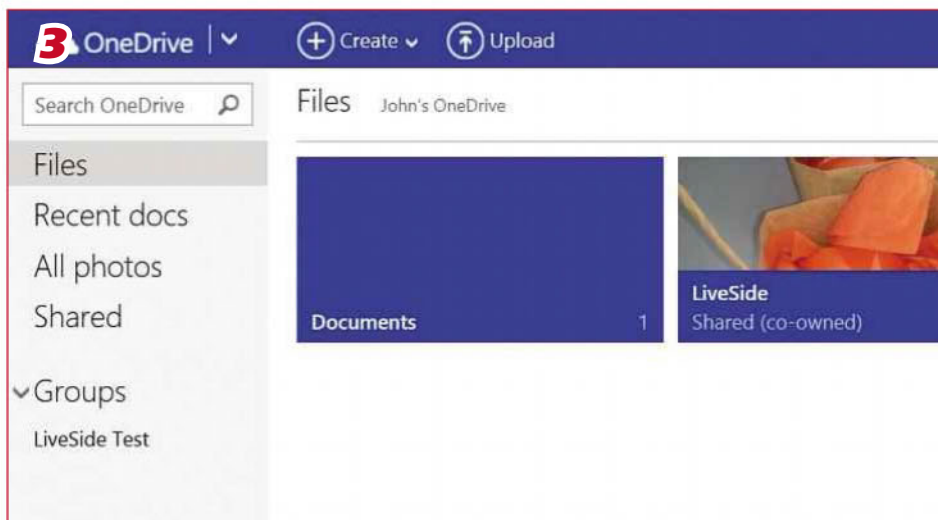 3 OneDrive Create Upload
Search OneDrive
Files John's OneDrive
Files
Recent docs
All photos
Shared
Groups
LiveSide Test
Documents 1
LiveSide
Shared (co-owned)